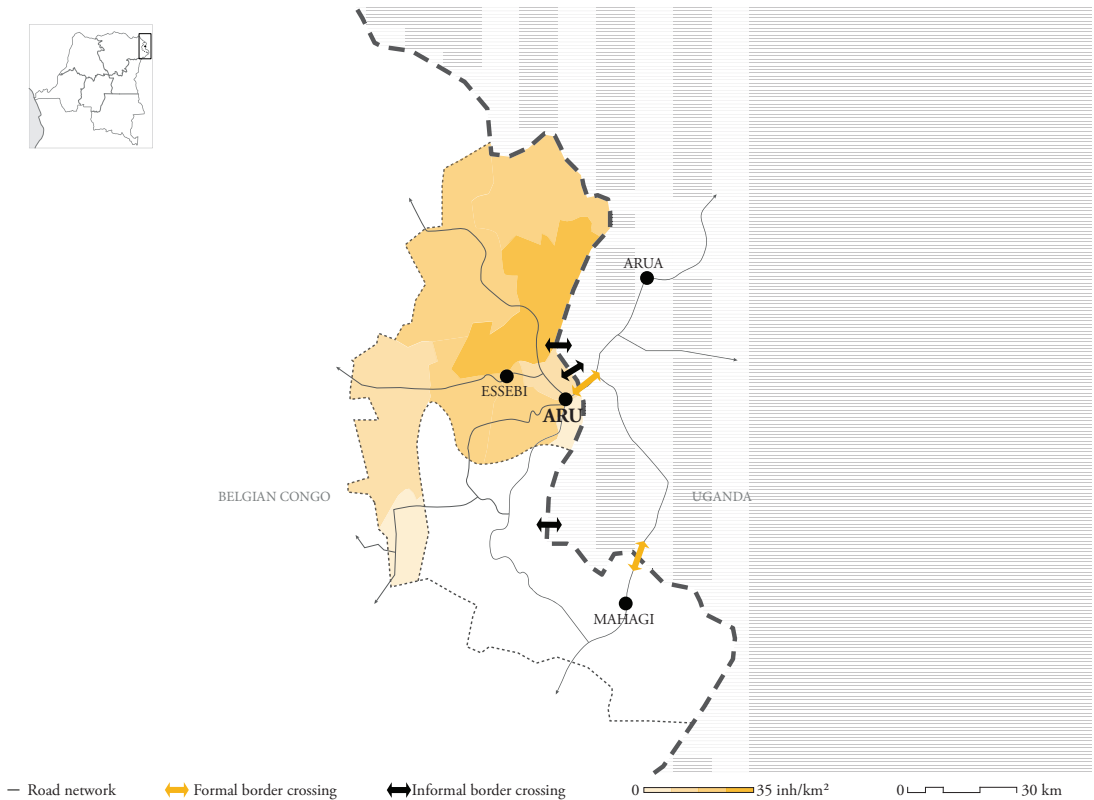 ARUA
ESSEBI
ARU
BELGIAN CONGO
UGANDA
MAHAGI
Road network
Formal border crossing
Informal border crossing
0 35 inh/km²
0 30 km